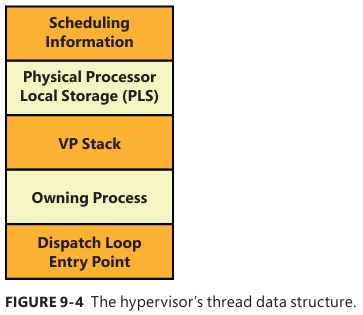 Scheduling
Information
Physical Processor
Local Storage (PLS)
VP Stack
Owning Process
Dispatch Loop
Entry Point
FIGURE 9-4 The hypervisor's thread data structure.